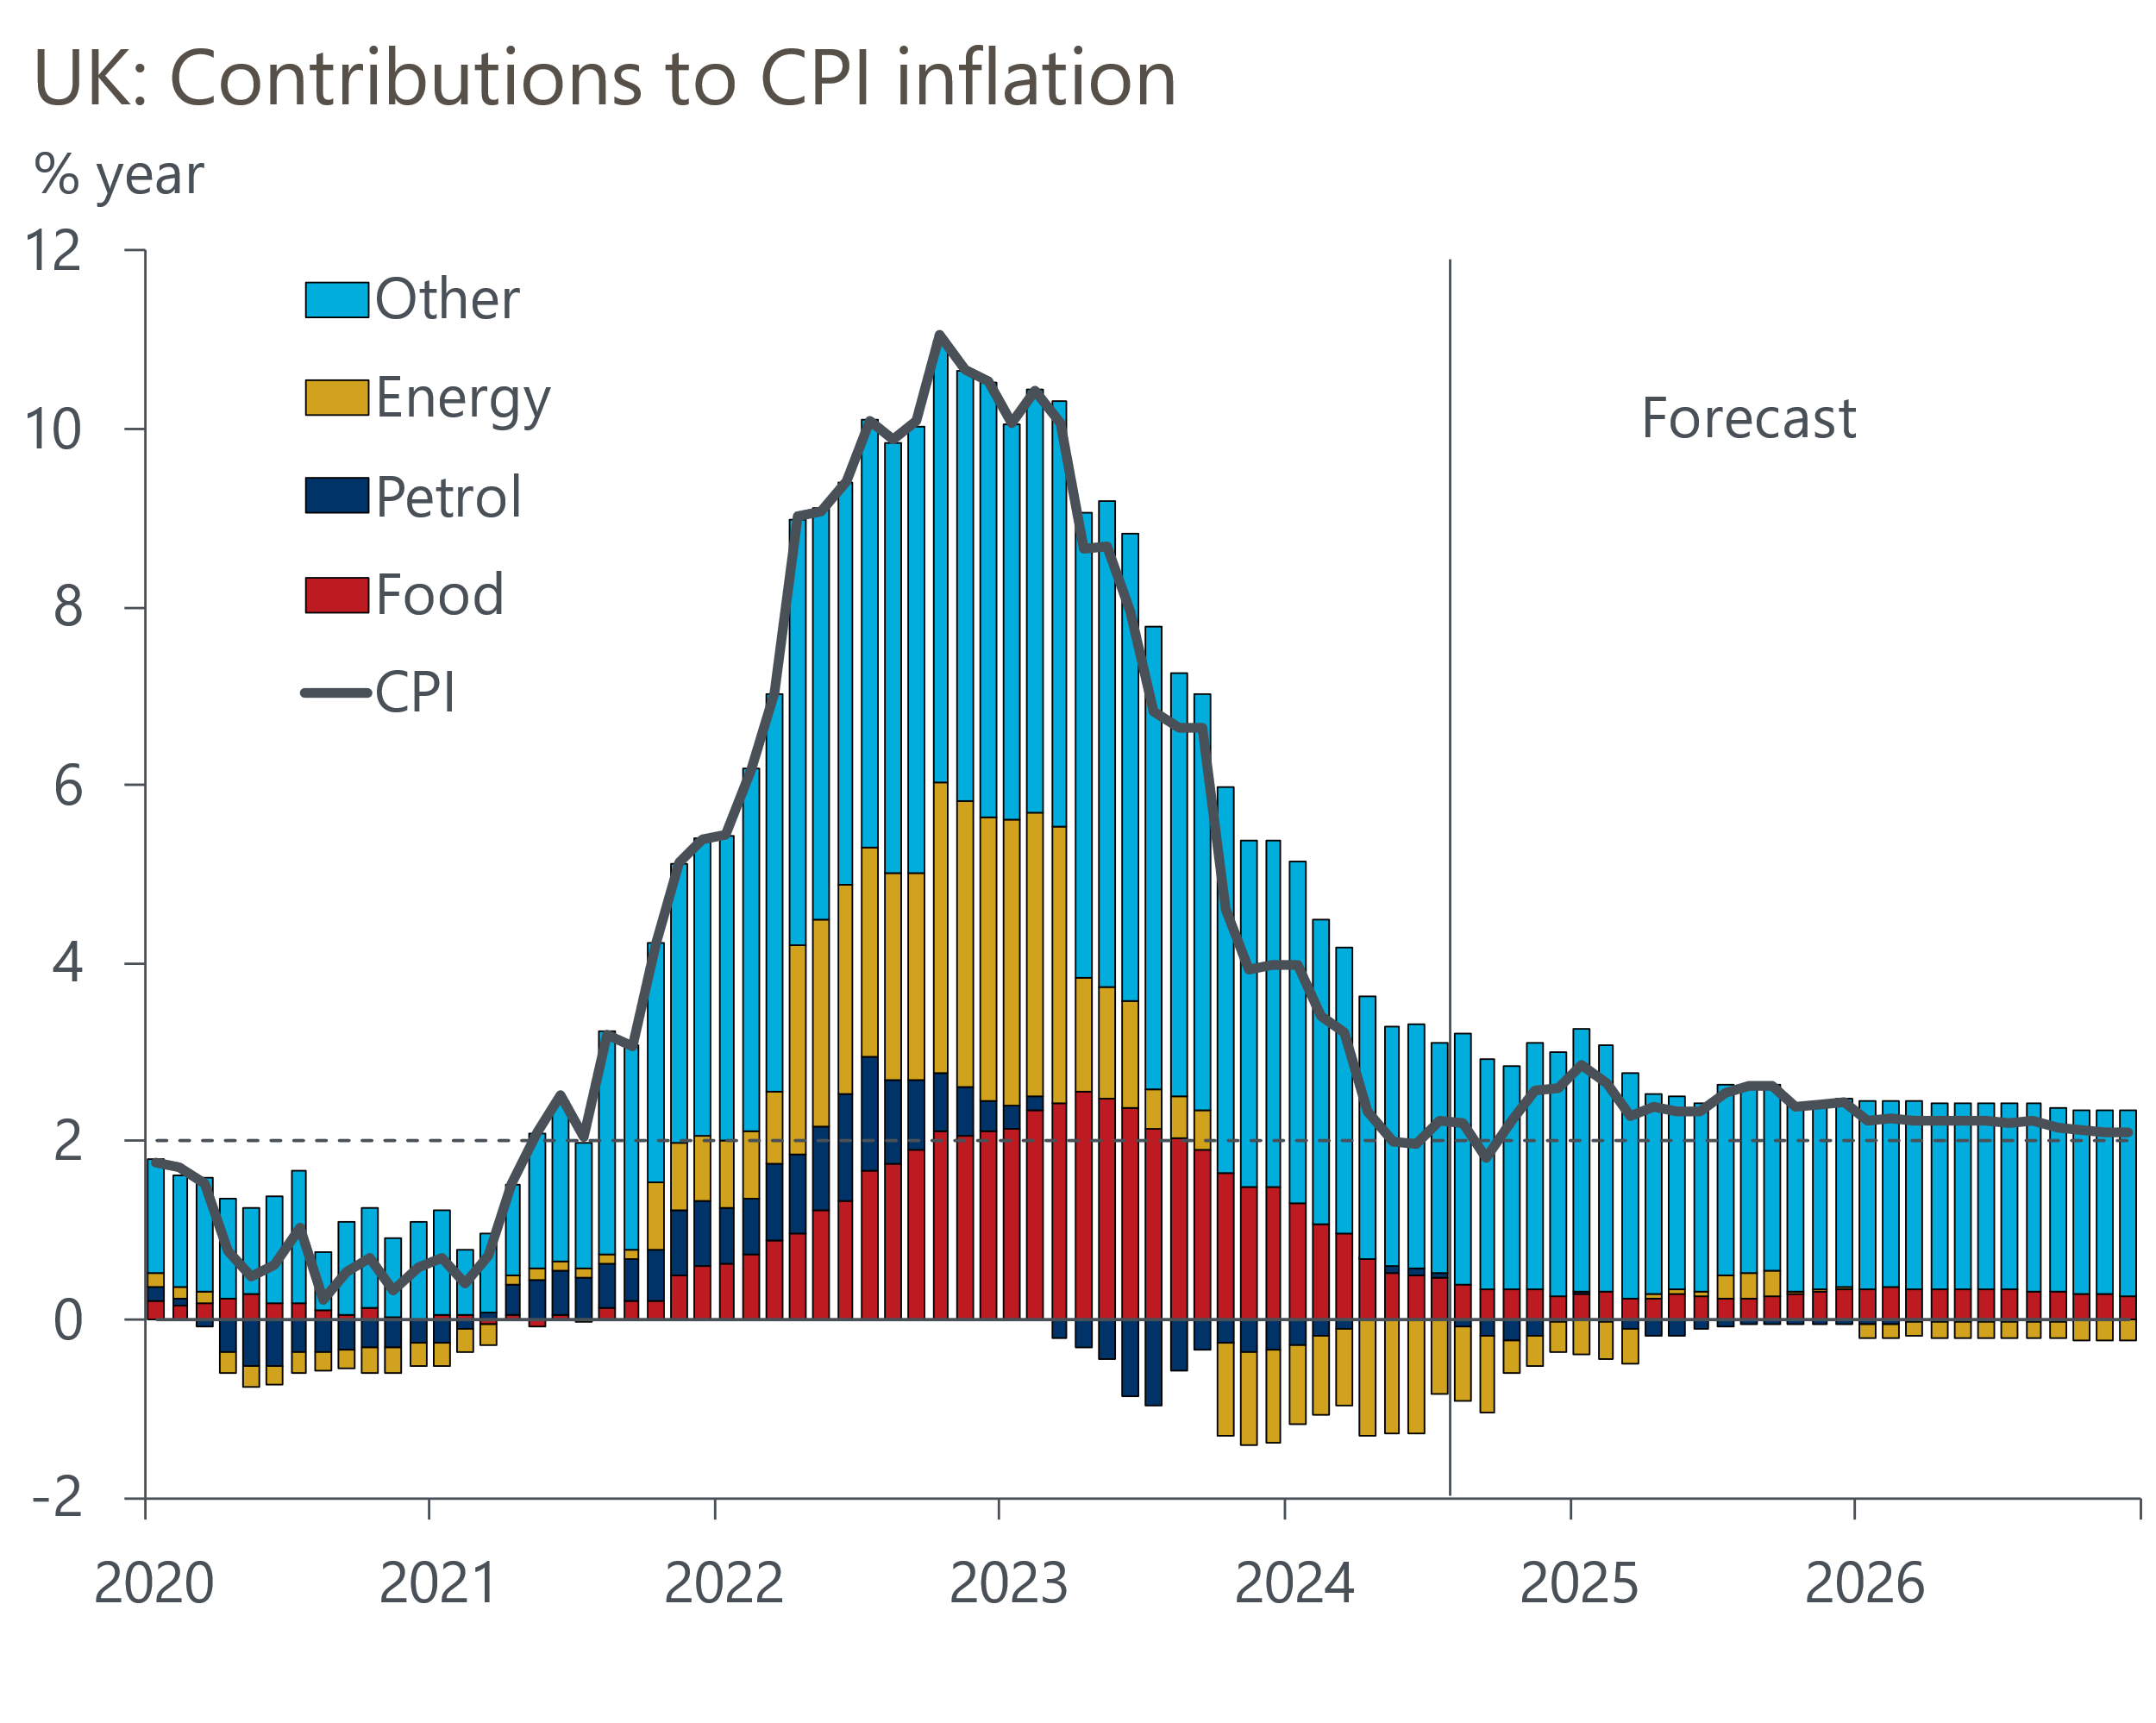 UK: Contributions to CPI inflation
% year
12
10
8
6
4
2
0
-2
Other
Energy
Petrol
Food
CPI
Forecast
2020 2021 2022 2023 2024 2025 2026